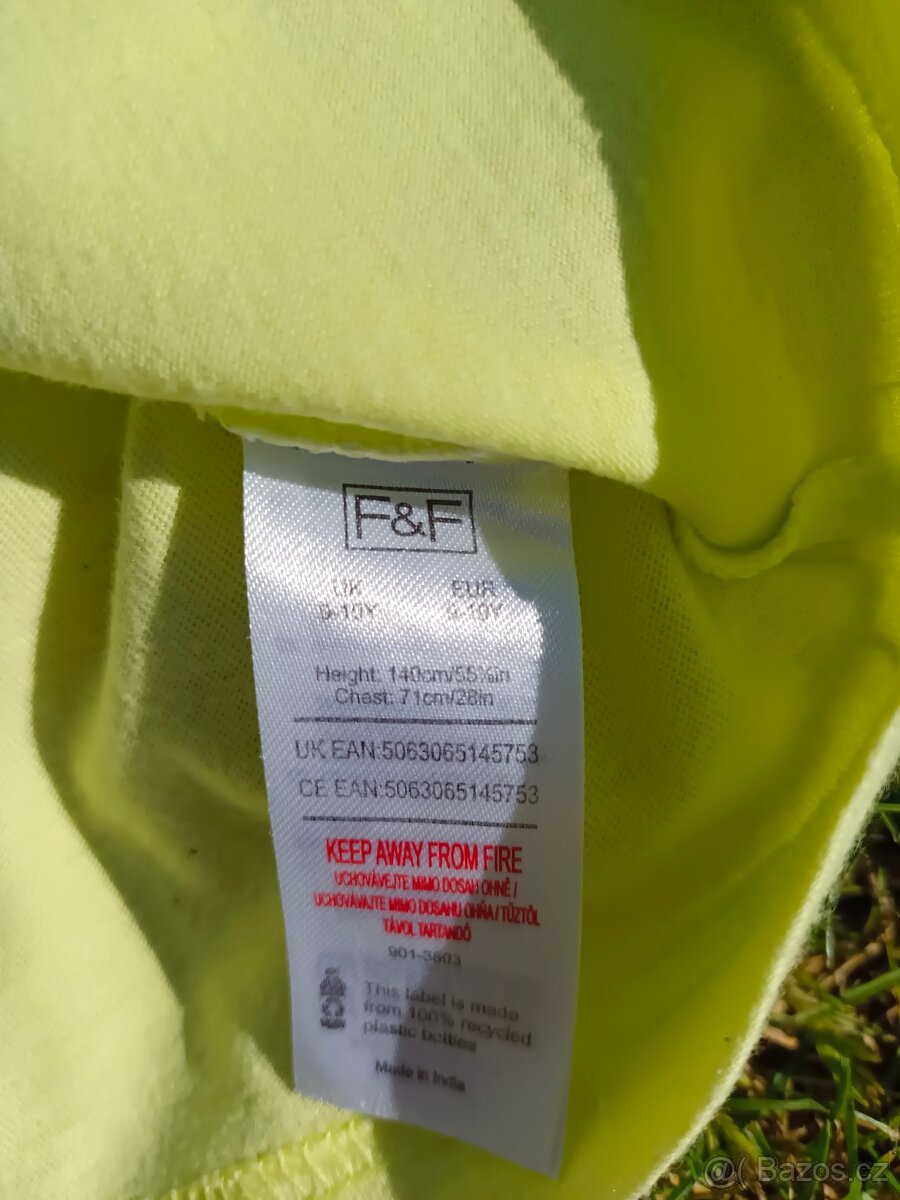 F&F
UK EUR
9-10Y 9-10Y
Height: 140cm/55¼in
Chest: 71cm/28in
UK EAN:5063065145753
CE EAN:5063065145753
KEEP AWAY FROM FIRE
UCHOVÁVEJTE MIMO DOSAH OHNĚ /
UCHOVÁVAJTE MIMO DOSAHU OHŇA / TŰZTŐL
TÁVOL TARTANDÓ
901-3603
This label is made
from 100% recycled
plastic bottles
Made in India
@( Bazos.cz